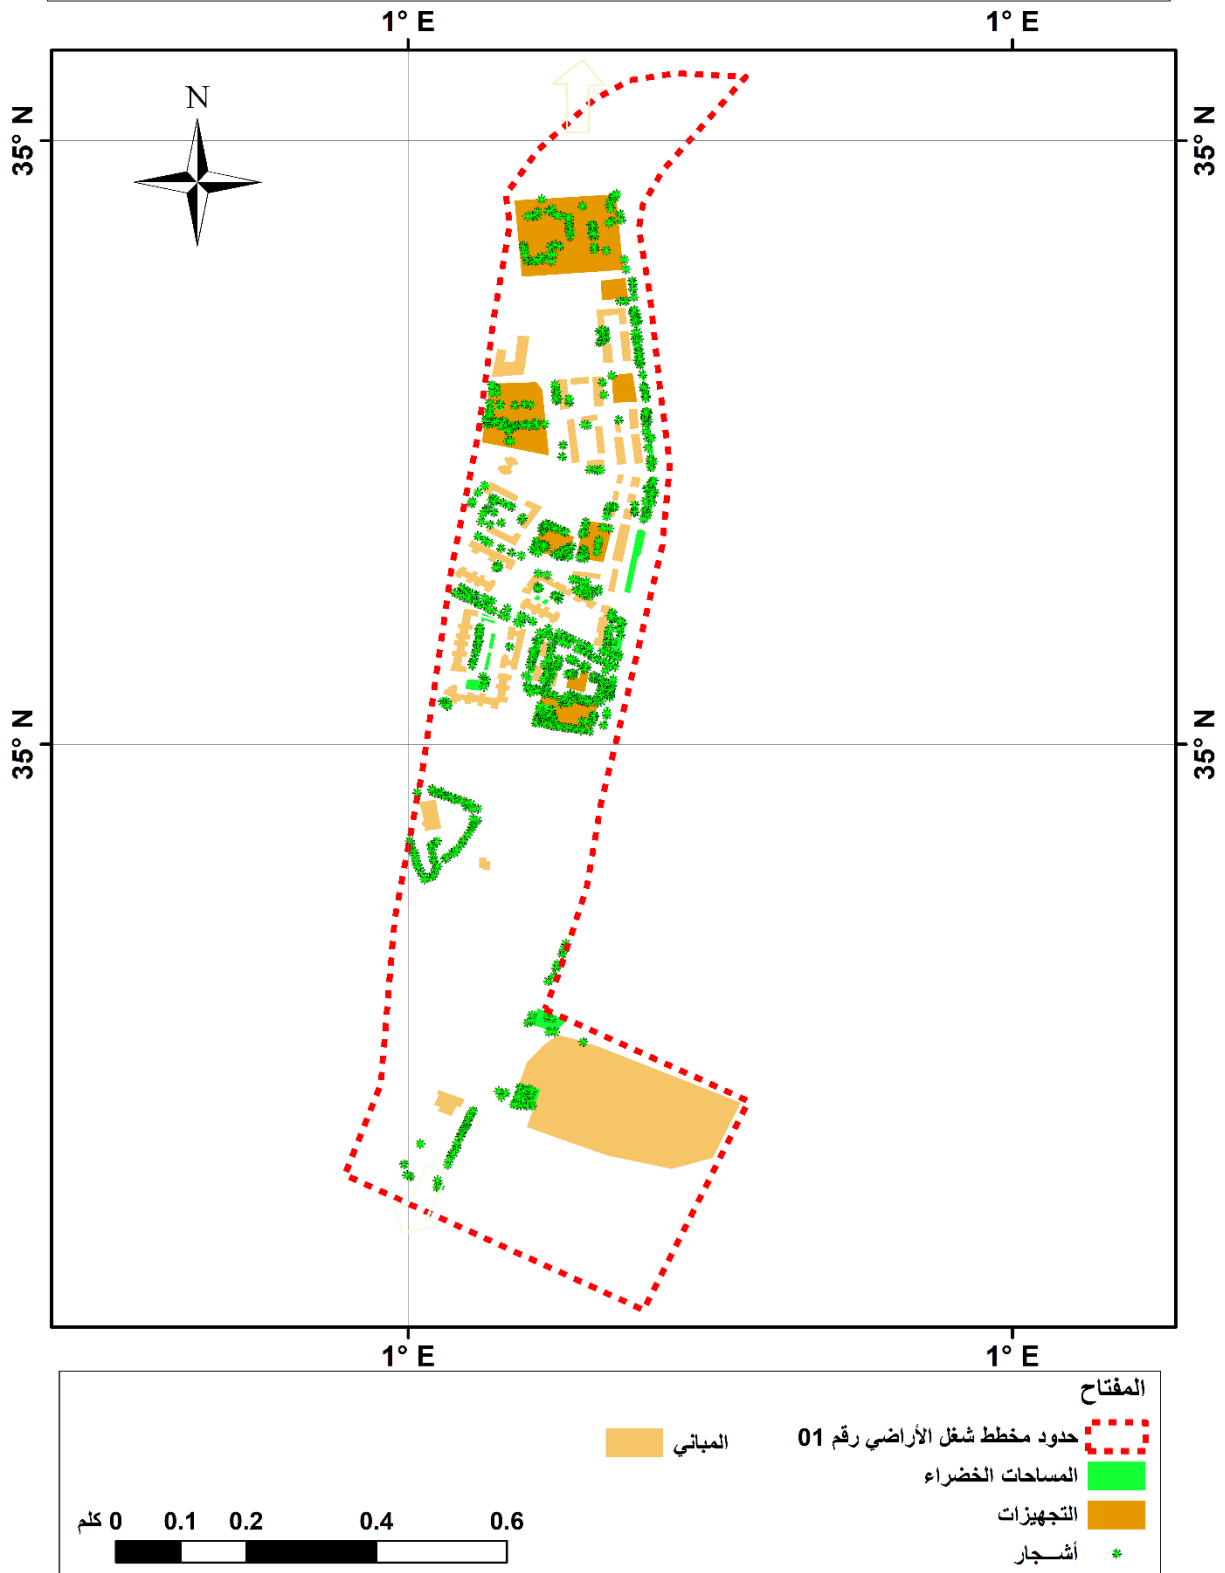 1° E 1° E
N
35° N 35° N
35° N 35° N
1° E 1° E
المفتاح
حدود مخطط شغل الأراضي رقم 01
المباني
المساحات الخضراء
التجهيزات
أشـــجار
كلم 0 0.1 0.2 0.4 0.6